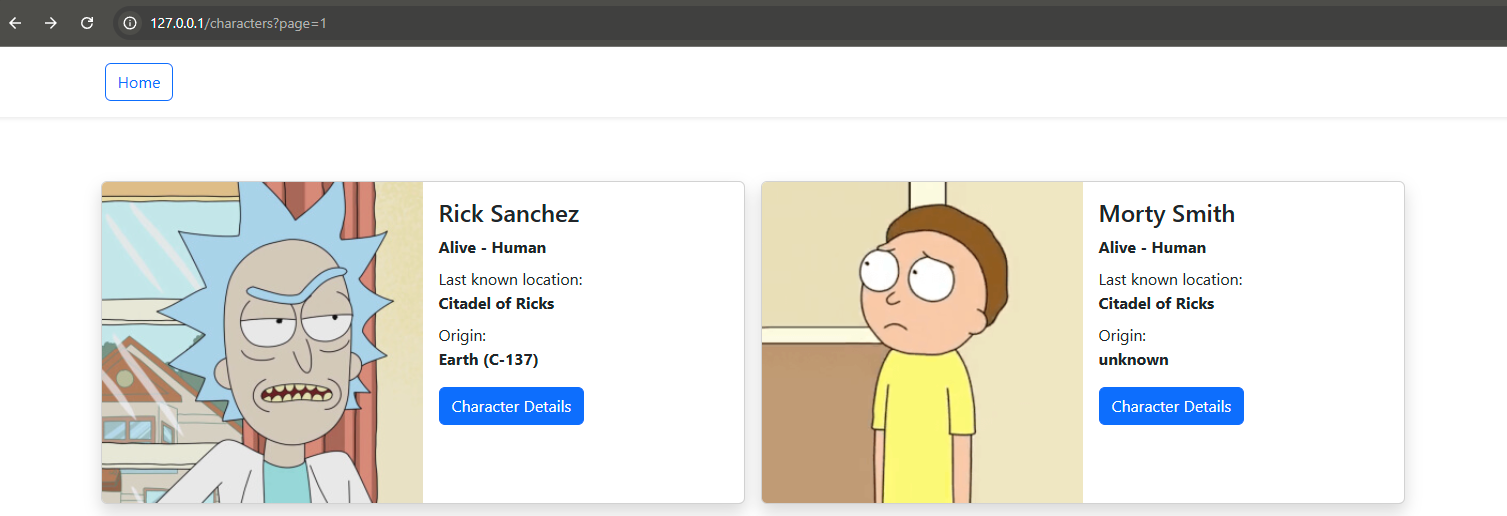 127.0.0.1/characters?page=1
Home
Rick Sanchez
Alive - Human
Last known location:
Citadel of Ricks
Origin:
Earth (C-137)
Character Details
Morty Smith
Alive - Human
Last known location:
Citadel of Ricks
Origin:
unknown
Character Details